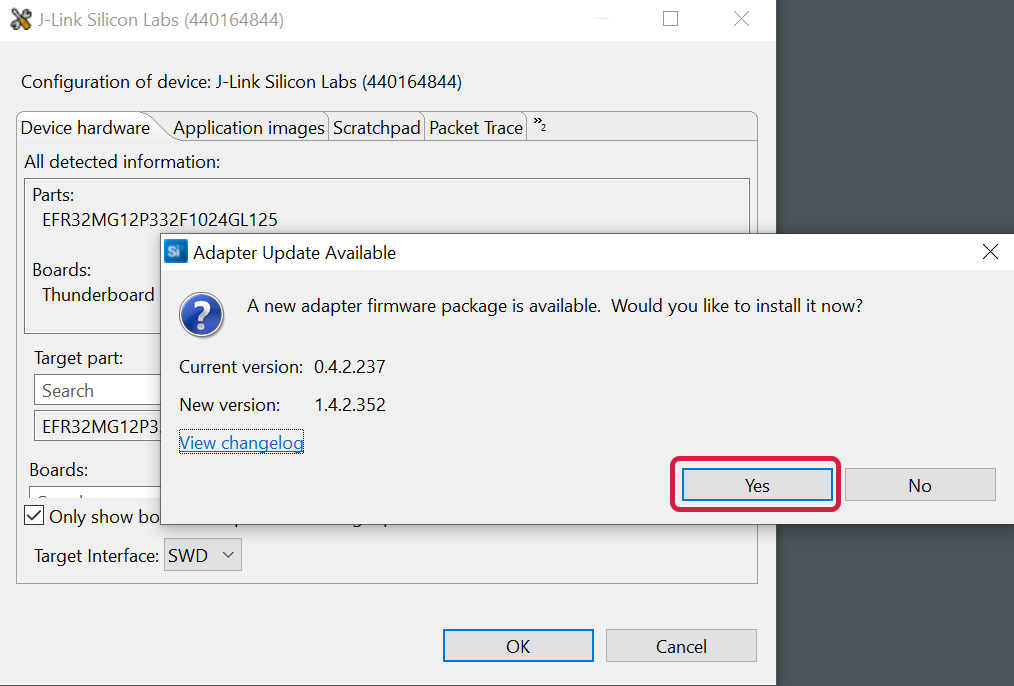 J-Link Silicon Labs (440164844)
Configuration of device: J-Link Silicon Labs (440164844)
Device hardware Application images Scratchpad Packet Trace »2
All detected information:
Parts:
EFR32MG12P332F1024GL125
Boards:
Thunderboard
Target part:
Search
EFR32MG12P3
Boards:
Only show bo
Target Interface: SWD
OK Cancel
Si Adapter Update Available
? A new adapter firmware package is available. Would you like to install it now?
Current version: 0.4.2.237
New version: 1.4.2.352
View changelog
Yes No